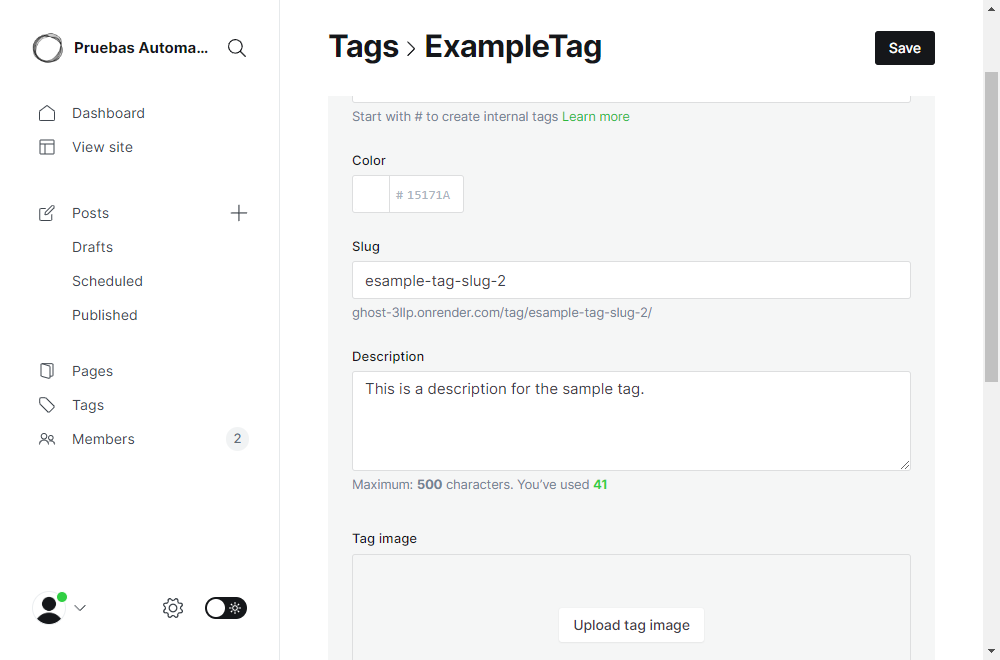 Pruebas Automa...
Dashboard
View site
Posts
Drafts
Scheduled
Published
Pages
Tags
Members
2
Tags > ExampleTag
Save
Start with # to create internal tags Learn more
Color
# 15171A
Slug
esample-tag-slug-2
ghost-3llp.onrender.com/tag/esample-tag-slug-2/
Description
This is a description for the sample tag.
Maximum: 500 characters. You’ve used 41
Tag image
Upload tag image